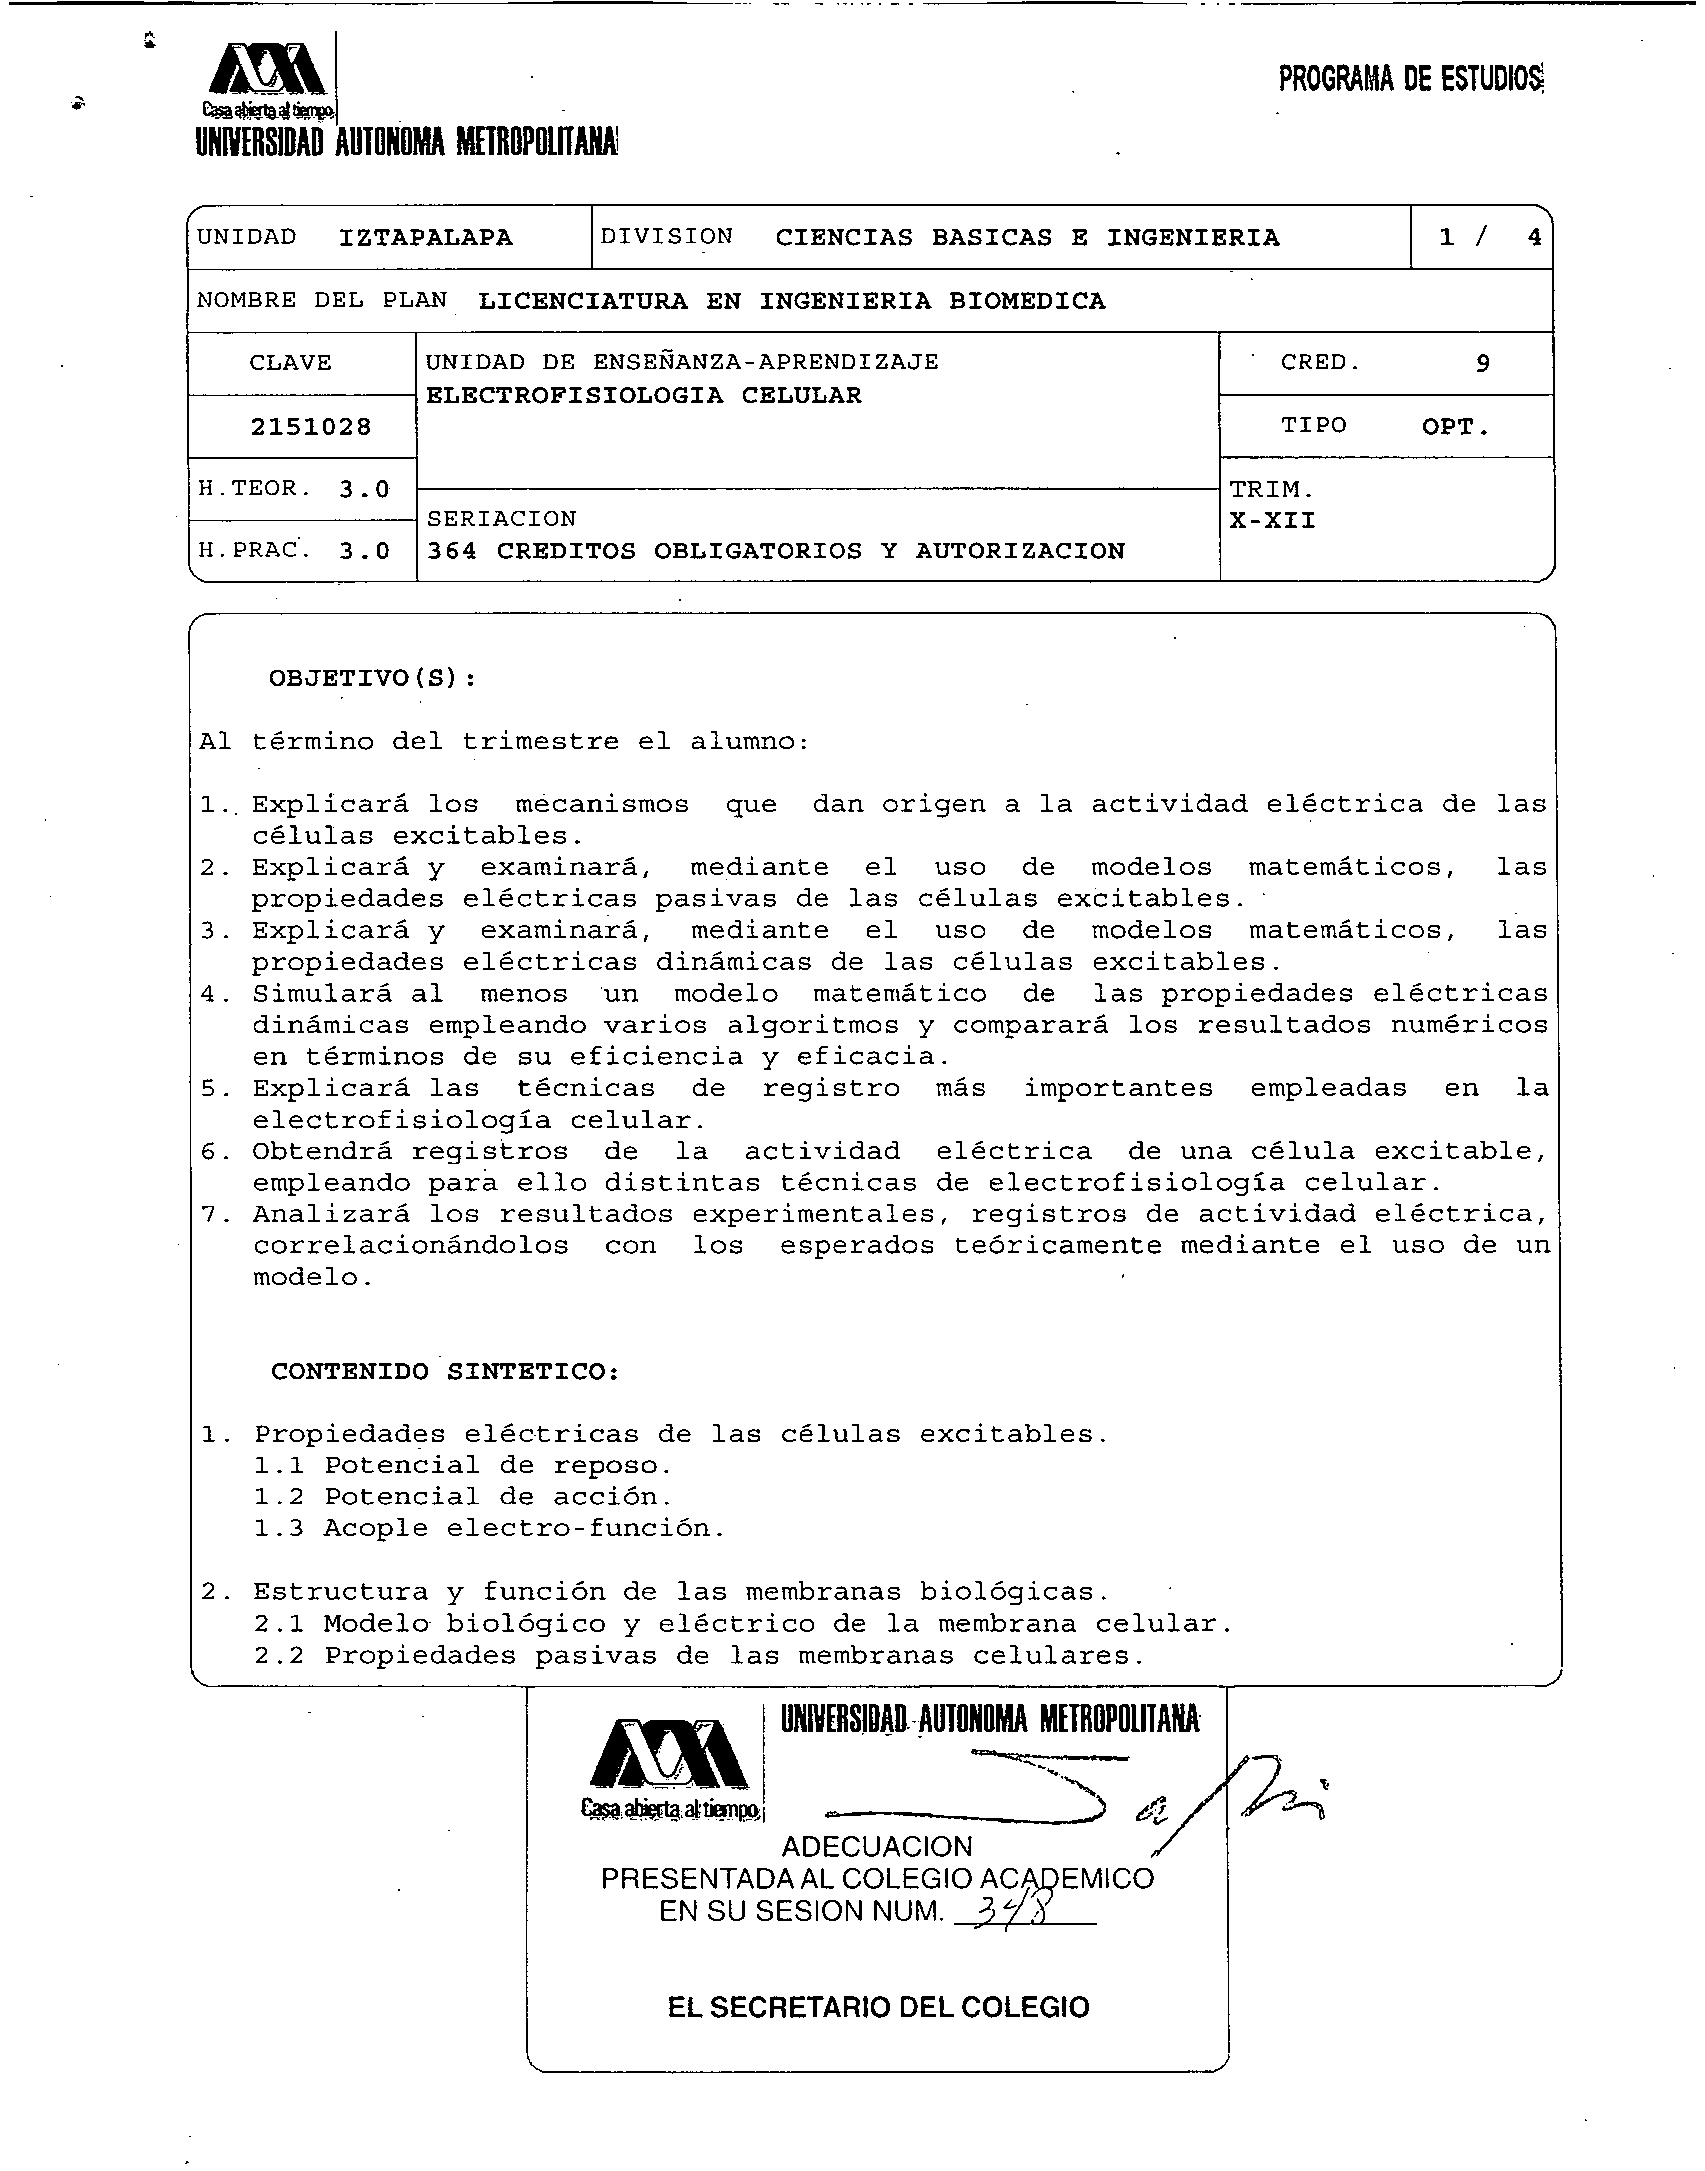 Casa abierta al tiempo
UNIVERSIDAD AUTONOMA METROPOLITANA
PROGRAMA DE ESTUDIOS
UNIDAD IZTAPALAPA DIVISION CIENCIAS BASICAS E INGENIERIA 1 / 4
NOMBRE DEL PLAN LICENCIATURA EN INGENIERIA BIOMEDICA
CLAVE UNIDAD DE ENSEÑANZA-APRENDIZAJE CRED. 9
ELECTROFISIOLOGIA CELULAR
2151028 TIPO OPT.
H.TEOR. 3.0 TRIM.
SERIACION X-XII
H.PRAC. 3.0 364 CREDITOS OBLIGATORIOS Y AUTORIZACION
OBJETIVO(S):
Al término del trimestre el alumno:
1. Explicará los mecanismos que dan origen a la actividad eléctrica de las
células excitables.
2. Explicará y examinará, mediante el uso de modelos matemáticos, las
propiedades eléctricas pasivas de las células excitables.
3. Explicará y examinará, mediante el uso de modelos matemáticos, las
propiedades eléctricas dinámicas de las células excitables.
4. Simulará al menos un modelo matemático de las propiedades eléctricas
dinámicas empleando varios algoritmos y comparará los resultados numéricos
en términos de su eficiencia y eficacia.
5. Explicará las técnicas de registro más importantes empleadas en la
electrofisiología celular.
6. Obtendrá registros de la actividad eléctrica de una célula excitable,
empleando para ello distintas técnicas de electrofisiología celular.
7. Analizará los resultados experimentales, registros de actividad eléctrica,
correlacionándolos con los esperados teóricamente mediante el uso de un
modelo.
CONTENIDO SINTETICO:
1. Propiedades eléctricas de las células excitables.
1.1 Potencial de reposo.
1.2 Potencial de acción.
1.3 Acople electro-función.
2. Estructura y función de las membranas biológicas.
2.1 Modelo biológico y eléctrico de la membrana celular.
2.2 Propiedades pasivas de las membranas celulares.
UNIVERSIDAD AUTONOMA METROPOLITANA
Casa abierta al tiempo
ADECUACION
PRESENTADA AL COLEGIO ACADEMICO
EN SU SESION NUM. 348
EL SECRETARIO DEL COLEGIO